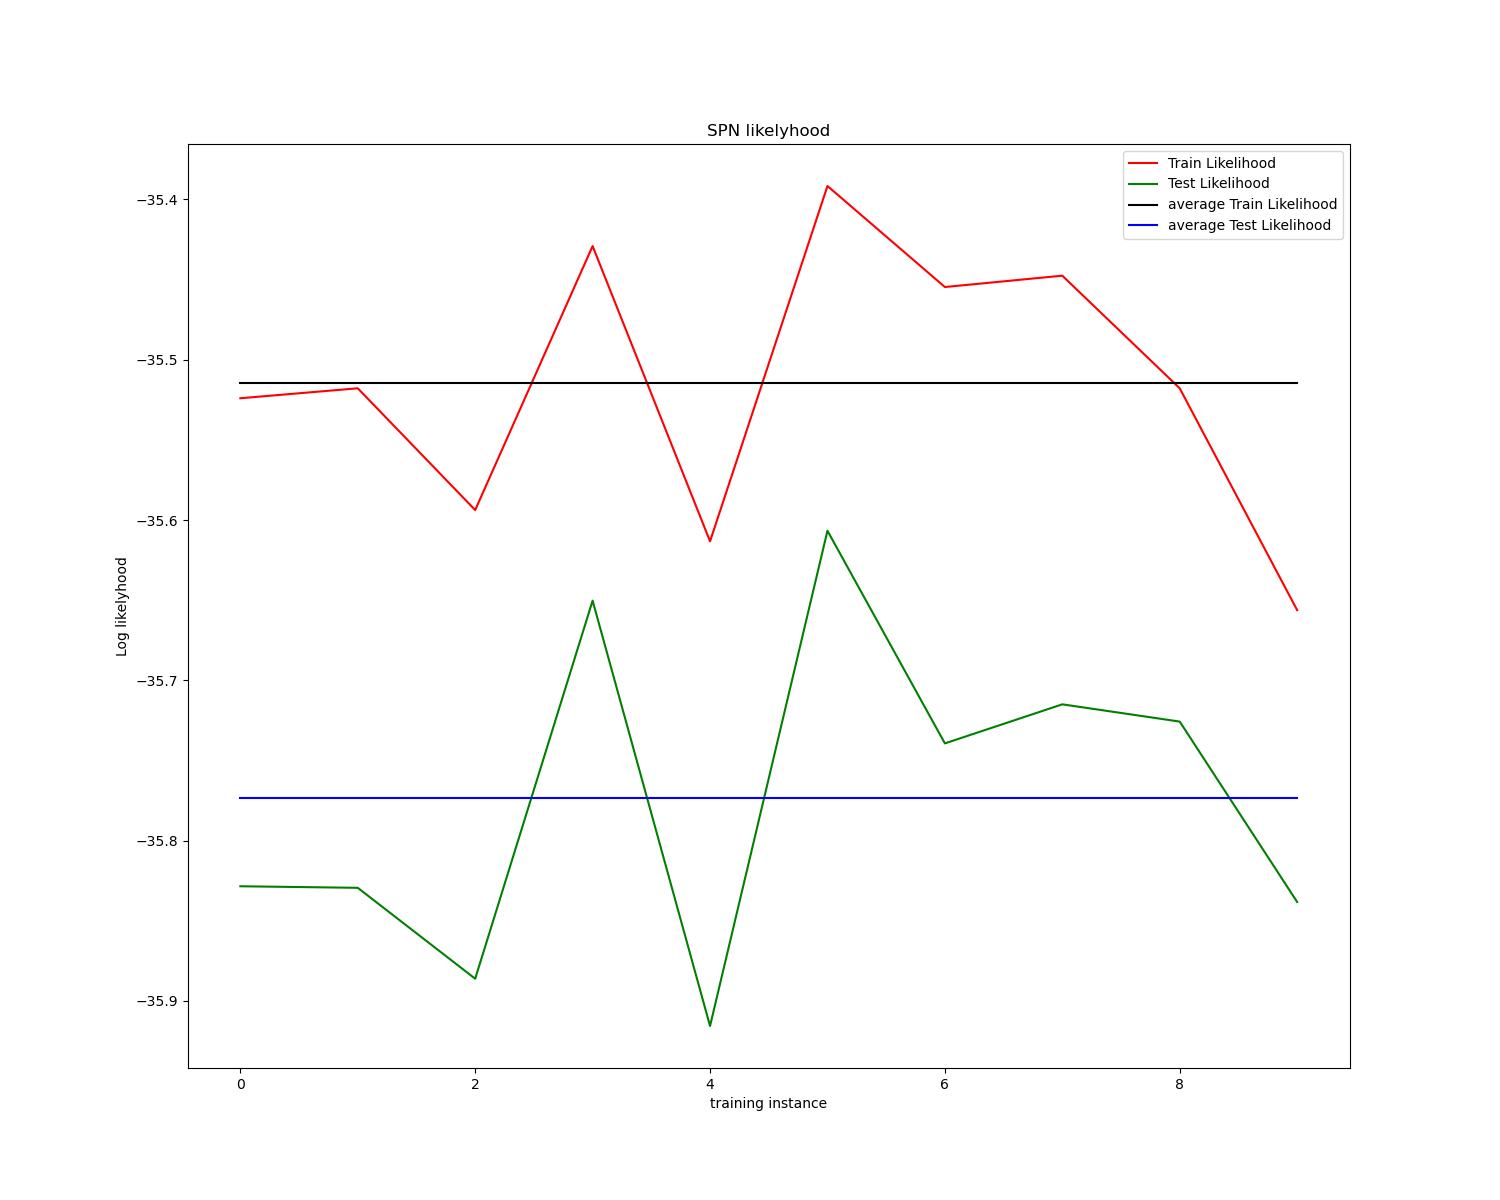 SPN likelyhood
Train Likelihood
Test Likelihood
average Train Likelihood
average Test Likelihood
−35.4
−35.5
−35.6
−35.7
−35.8
−35.9
Log likelyhood
0 2 4 6 8
training instance